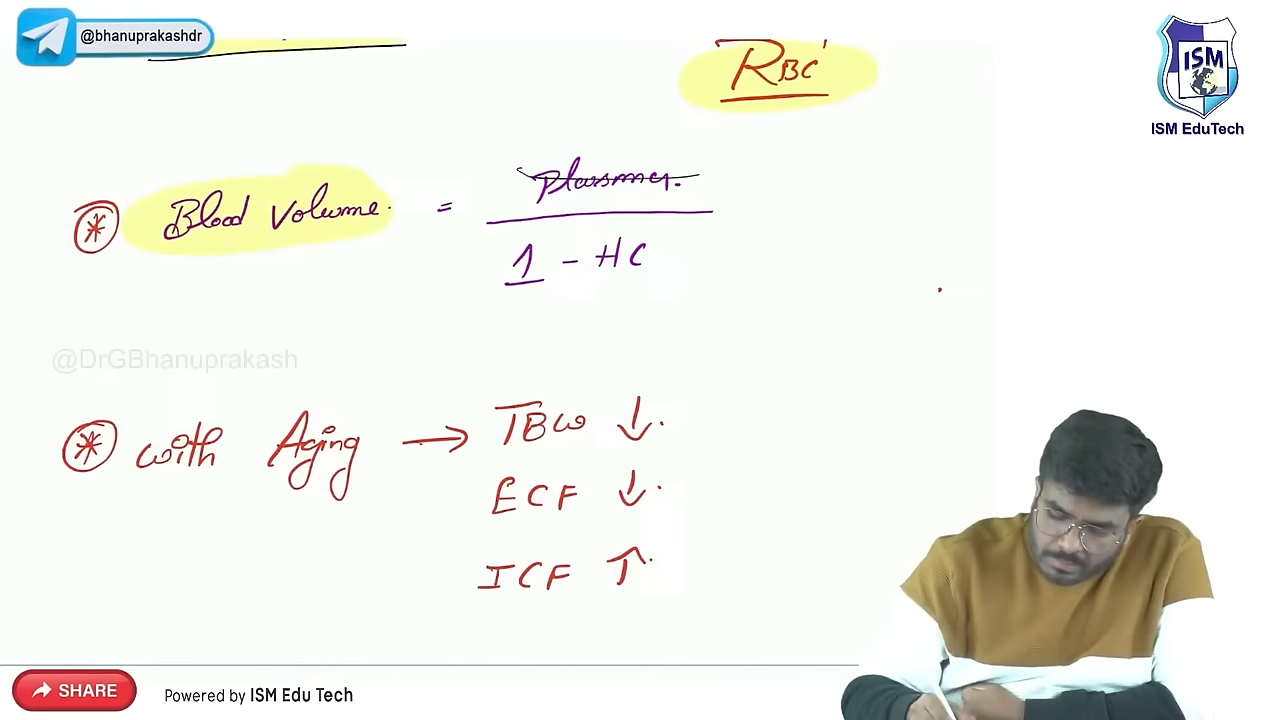 @bhanuprakashdr
RBC
ISM
ISM EduTech
Blood Volume = Plasma
1 - HC
@DrGBhanuprakash
with Aging → TBW ↓
ECF ↓
ICF ↑
SHARE
Powered by ISM Edu Tech